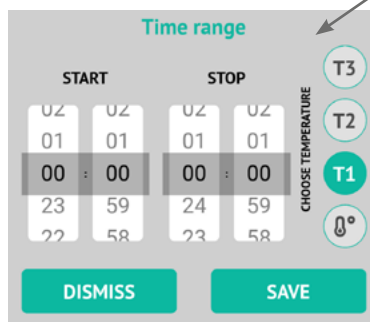 Time range
START STOP
CHOOSE TEMPERATURE
T3
T2
T1
02 02 02 02
01 01 01 01
00 : 00 00 : 00
23 59 24 59
22 58 23 58
DISMISS SAVE